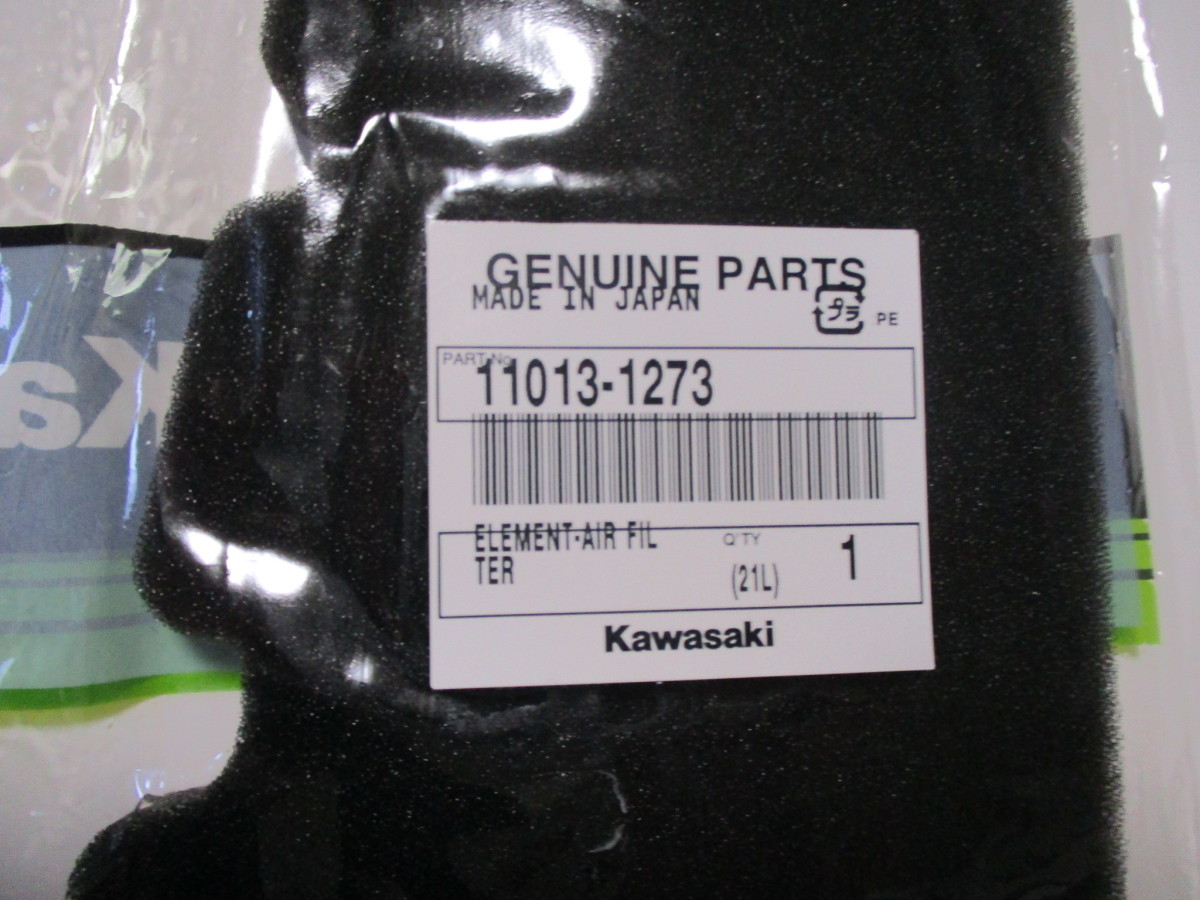 GENUINE PARTS
MADE IN JAPAN
プラ PE
PART No.
11013-1273
ELEMENT-AIR FIL
TER
Q'TY
(21L)
1
Kawasaki
Kas